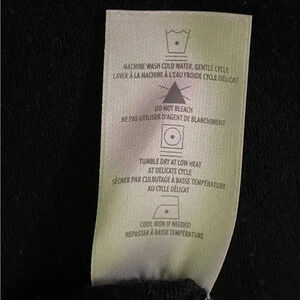 MACHINE WASH COLD WATER, GENTLE CYCLE
LAVER À LA MACHINE À L'EAU FROIDE CYCLE DÉLICAT
DO NOT BLEACH
NE PAS UTILISER D'AGENT DE BLANCHIMENT
TUMBLE DRY AT LOW HEAT
AT DELICATE CYCLE
SÉCHER PAR CULBUTAGE À BASSE TEMPÉRATURE
AU CYCLE DÉLICAT
COOL IRON IF NEEDED
REPASSER À BASSE TEMPÉRATURE